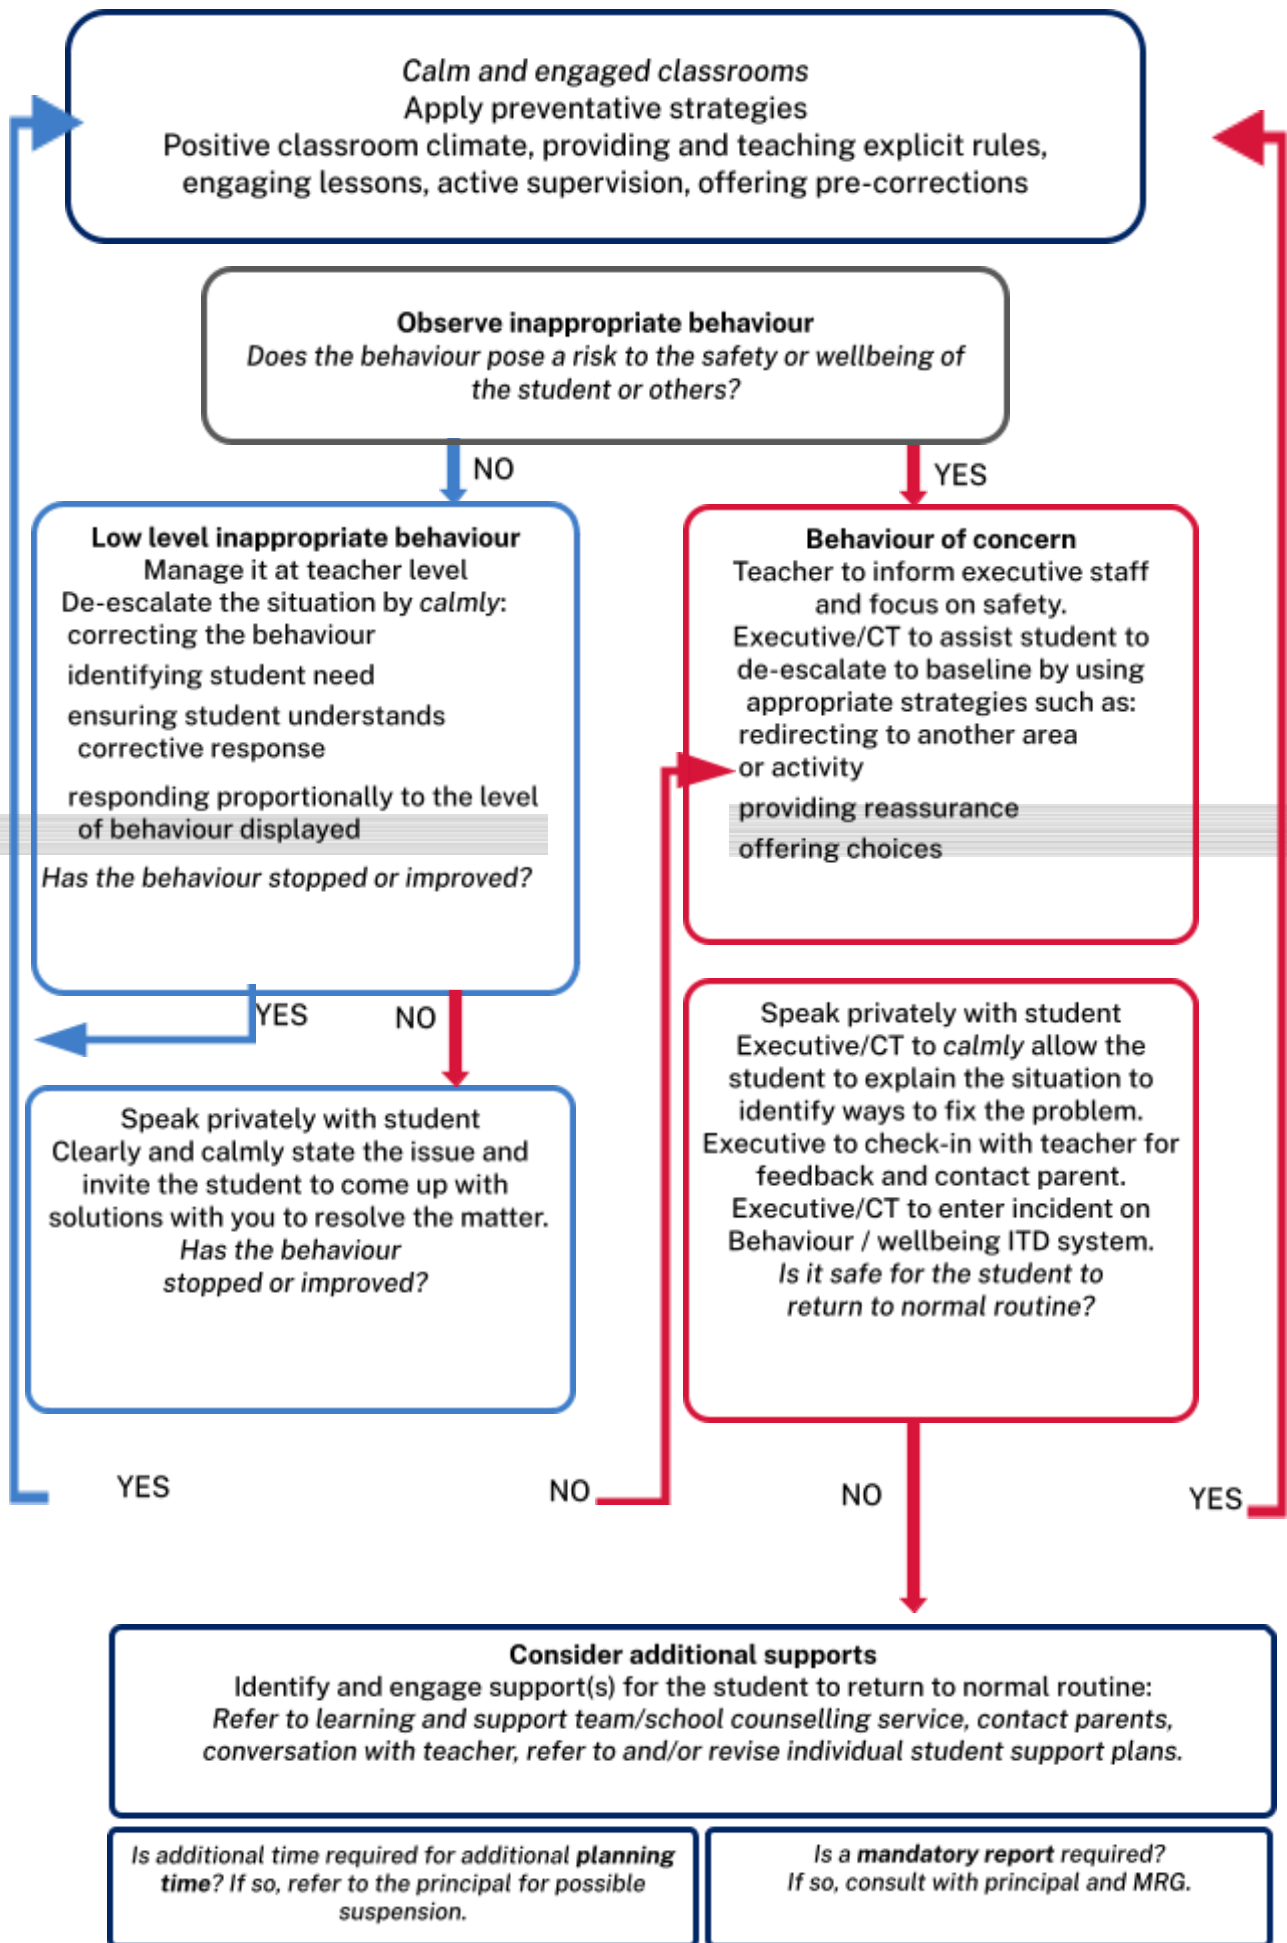 Calm and engaged classrooms
Apply preventative strategies
Positive classroom climate, providing and teaching explicit rules,
engaging lessons, active supervision, offering pre-corrections
Observe inappropriate behaviour
Does the behaviour pose a risk to the safety or wellbeing of
the student or others?
NO
YES
Low level inappropriate behaviour
Manage it at teacher level
De-escalate the situation by calmly:
correcting the behaviour
identifying student need
ensuring student understands
corrective response
responding proportionally to the level
of behaviour displayed
Has the behaviour stopped or improved?
YES
NO
Speak privately with student
Clearly and calmly state the issue and
invite the student to come up with
solutions with you to resolve the matter.
Has the behaviour
stopped or improved?
YES
NO
Behaviour of concern
Teacher to inform executive staff
and focus on safety.
Executive/CT to assist student to
de-escalate to baseline by using
appropriate strategies such as:
redirecting to another area
or activity
providing reassurance
offering choices
Speak privately with student
Executive/CT to calmly allow the
student to explain the situation to
identify ways to fix the problem.
Executive to check-in with teacher for
feedback and contact parent.
Executive/CT to enter incident on
Behaviour / wellbeing ITD system.
Is it safe for the student to
return to normal routine?
NO
YES
Consider additional supports
Identify and engage support(s) for the student to return to normal routine:
Refer to learning and support team/school counselling service, contact parents,
conversation with teacher, refer to and/or revise individual student support plans.
Is additional time required for additional planning
time? If so, refer to the principal for possible
suspension.
Is a mandatory report required?
If so, consult with principal and MRG.